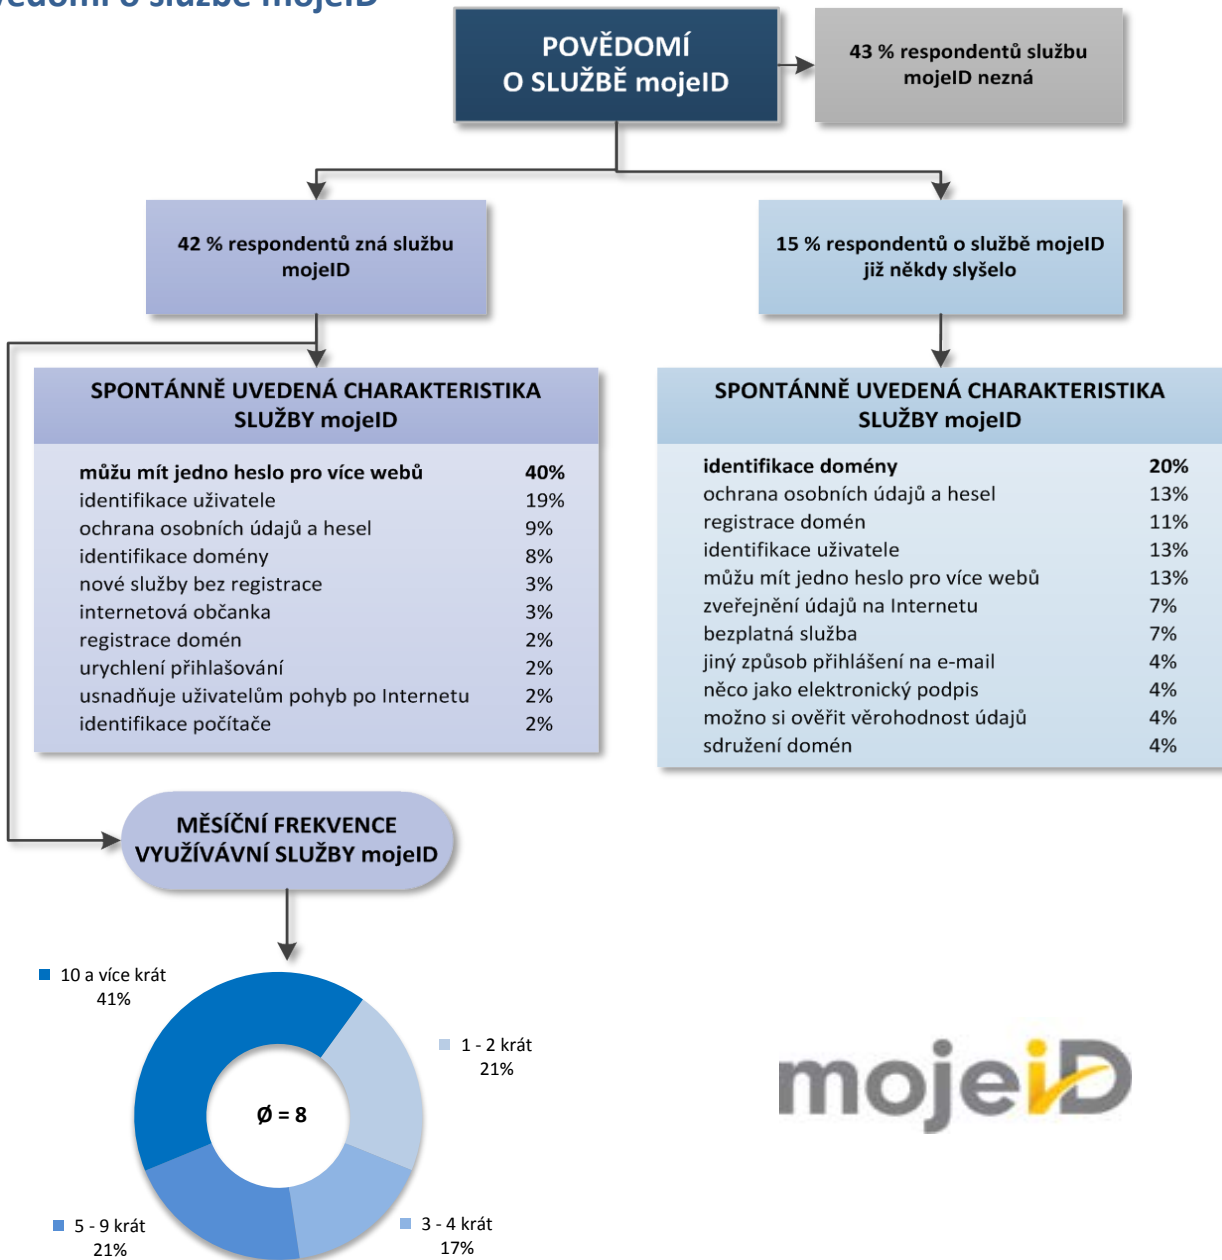 vědomí o službě mojeID
POVĚDOMÍ
O SLUŽBĚ mojeID
43 % respondentů službu
mojeID nezná
42 % respondentů zná službu
mojeID
15 % respondentů o službě mojeID
již někdy slyšelo
SPONTÁNNĚ UVEDENÁ CHARAKTERISTIKA
SLUŽBY mojeID
můžu mít jedno heslo pro více webů 40%
identifikace uživatele 19%
ochrana osobních údajů a hesel 9%
identifikace domény 8%
nové služby bez registrace 3%
internetová občanka 3%
registrace domén 2%
urychlení přihlašování 2%
usnadňuje uživatelům pohyb po Internetu 2%
identifikace počítače 2%
SPONTÁNNĚ UVEDENÁ CHARAKTERISTIKA
SLUŽBY mojeID
identifikace domény 20%
ochrana osobních údajů a hesel 13%
registrace domén 11%
identifikace uživatele 13%
můžu mít jedno heslo pro více webů 13%
zveřejnění údajů na Internetu 7%
bezplatná služba 7%
jiný způsob přihlášení na e-mail 4%
něco jako elektronický podpis 4%
možno si ověřit věrohodnost údajů 4%
sdružení domén 4%
MĚSÍČNÍ FREKVENCE
VYUŽÍVÁVNÍ SLUŽBY mojeID
10 a více krát
41%
1 - 2 krát
21%
Ø = 8
5 - 9 krát
21%
3 - 4 krát
17%
mojeiD